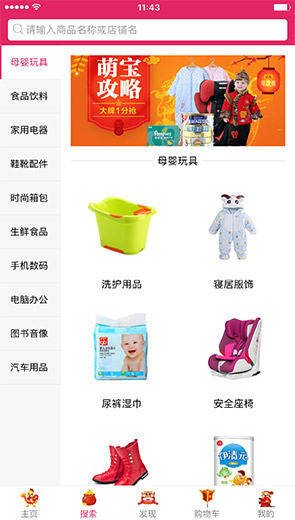 11:43
请输入商品名称或店铺名
母婴玩具
食品饮料
家用电器
鞋靴配件
时尚箱包
生鲜食品
手机数码
电脑办公
图书音像
汽车用品
萌宝
攻略
大牌1分抢
Pampers
母婴玩具
洗护用品
寝居服饰
尿裤湿巾
安全座椅
伊清元
主页
搜索
发现
购物车
我的